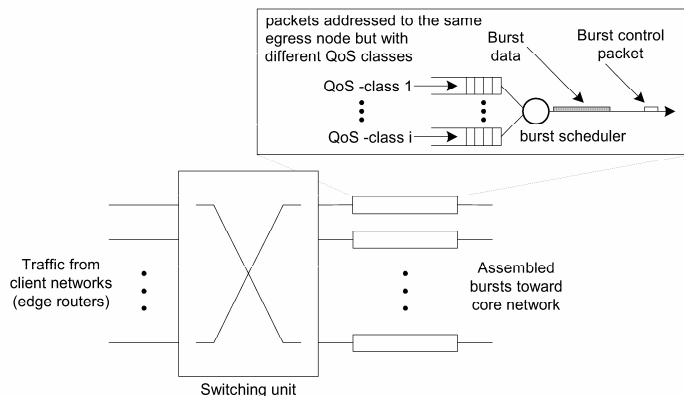 packets addressed to the same
egress node but with
different QoS classes
Burst
data
Burst control
packet
QoS -class 1
QoS -class i
burst scheduler
Traffic from
client networks
(edge routers)
Assembled
bursts toward
core network
Switching unit